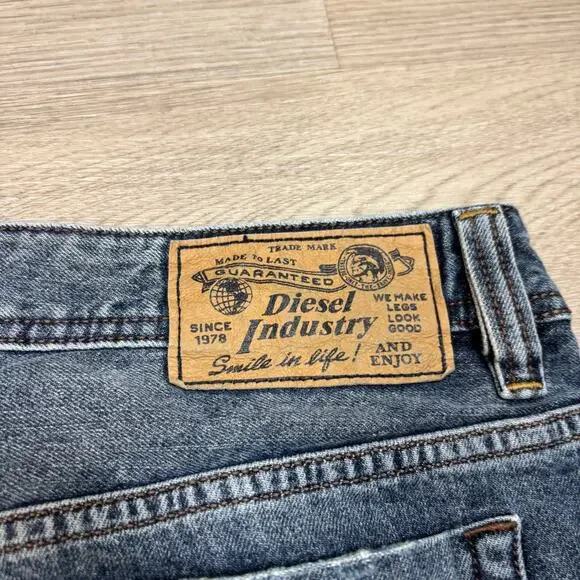 TRADE MARK
MADE TO LAST
GUARANTEED
Diesel
Industry
SINCE
1978
WE MAKE
LEGS
LOOK
GOOD
AND
ENJOY
Smile in life!